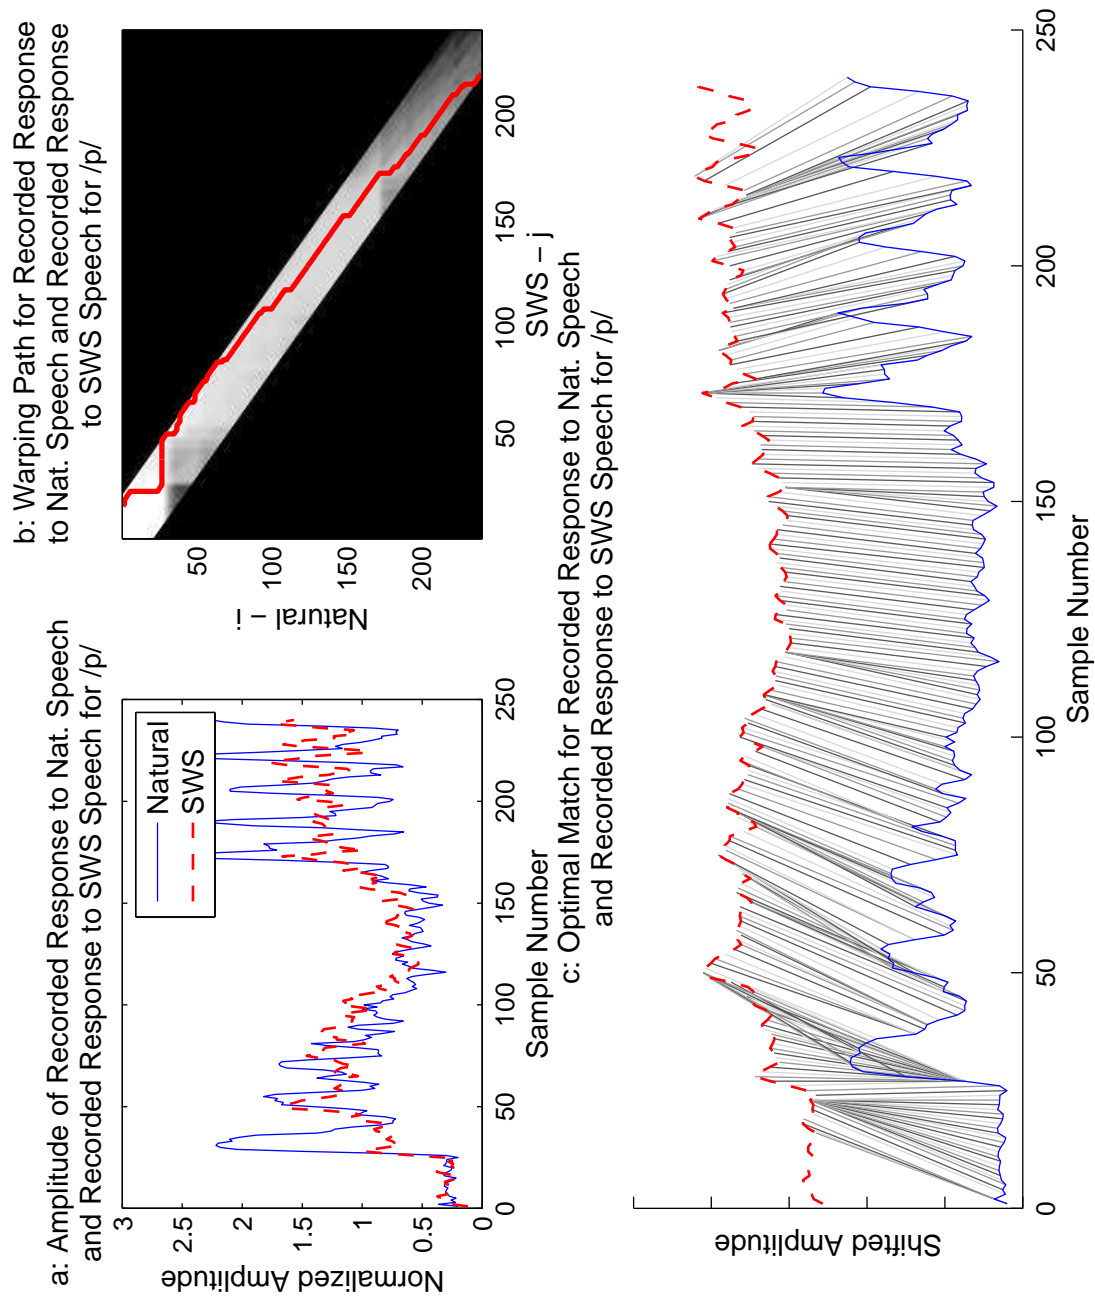 a: Amplitude of Recorded Response to Nat. Speech
and Recorded Response to SWS Speech for /p/
3
2.5
2
1.5
1
0.5
0
Normalized Amplitude
Natural
SWS
0
50
100
150
200
250
Sample Number
b: Warping Path for Recorded Response
to Nat. Speech and Recorded Response
to SWS Speech for /p/
50
100
150
200
Natural – i
50
100
150
200
SWS – j
c: Optimal Match for Recorded Response to Nat. Speech
and Recorded Response to SWS Speech for /p/
Shifted Amplitude
0
50
100
150
200
250
Sample Number